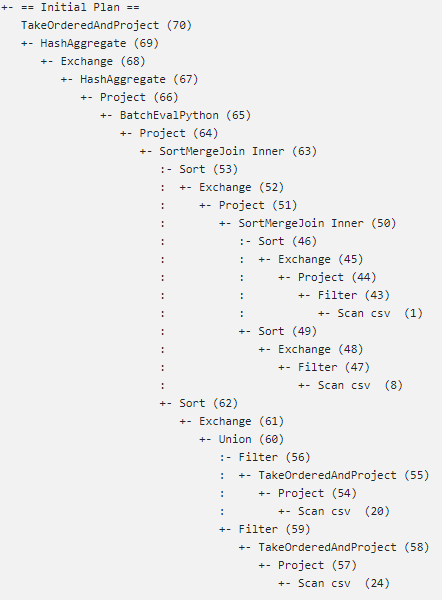 +- == Initial Plan ==
   TakeOrderedAndProject (70)
   +- HashAggregate (69)
      +- Exchange (68)
         +- HashAggregate (67)
            +- Project (66)
               +- BatchEvalPython (65)
                  +- Project (64)
                     +- SortMergeJoin Inner (63)
                        :- Sort (53)
                        :  +- Exchange (52)
                        :     +- Project (51)
                        :        +- SortMergeJoin Inner (50)
                        :           :- Sort (46)
                        :           :  +- Exchange (45)
                        :           :     +- Project (44)
                        :           :        +- Filter (43)
                        :           :           +- Scan csv  (1)
                        :           +- Sort (49)
                        :              +- Exchange (48)
                        :                 +- Filter (47)
                        :                    +- Scan csv  (8)
                        +- Sort (62)
                           +- Exchange (61)
                              +- Union (60)
                                 :- Filter (56)
                                 :  +- TakeOrderedAndProject (55)
                                 :     +- Project (54)
                                 :        +- Scan csv  (20)
                                 +- Filter (59)
                                    +- TakeOrderedAndProject (58)
                                       +- Project (57)
                                          +- Scan csv  (24)